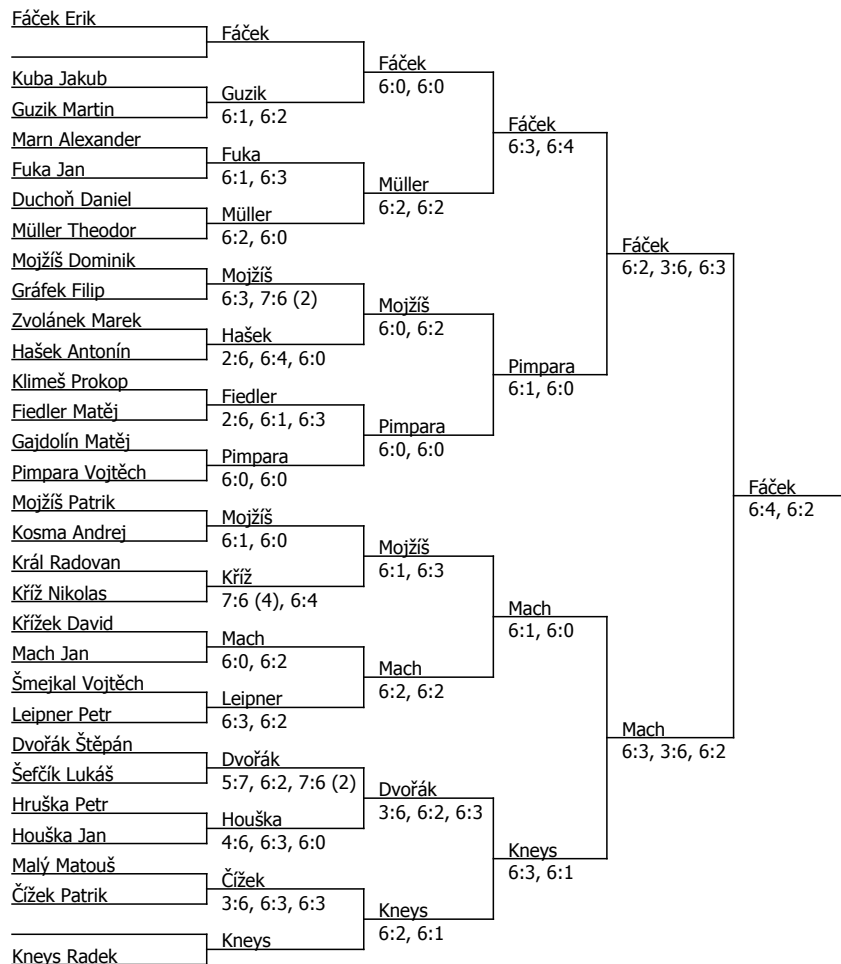 Fáček Erik
Kuba Jakub
Guzik Martin
Marn Alexander
Fuka Jan
Duchoň Daniel
Müller Theodor
Mojžíš Dominik
Gráfek Filip
Zvolánek Marek
Hašek Antonín
Klimeš Prokop
Fiedler Matěj
Gajdolín Matěj
Pimpara Vojtěch
Mojžíš Patrik
Kosma Andrej
Král Radovan
Kříž Nikolas
Křížek David
Mach Jan
Šmejkal Vojtěch
Leipner Petr
Dvořák Štěpán
Šefčík Lukáš
Hruška Petr
Houška Jan
Malý Matouš
Čížek Patrik
Kneys Radek
Fáček
Guzik
6:1, 6:2
Fuka
6:1, 6:3
Müller
6:2, 6:0
Mojžíš
6:3, 7:6 (2)
Hašek
2:6, 6:4, 6:0
Fiedler
2:6, 6:1, 6:3
Pimpara
6:0, 6:0
Mojžíš
6:1, 6:0
Kříž
7:6 (4), 6:4
Mach
6:0, 6:2
Leipner
6:3, 6:2
Dvořák
5:7, 6:2, 7:6 (2)
Houška
4:6, 6:3, 6:0
Čížek
3:6, 6:3, 6:3
Kneys
Fáček
6:0, 6:0
Müller
6:2, 6:2
Mojžíš
6:0, 6:2
Pimpara
6:0, 6:0
Mojžíš
6:1, 6:3
Mach
6:2, 6:2
Dvořák
3:6, 6:2, 6:3
Kneys
6:2, 6:1
Fáček
6:3, 6:4
Pimpara
6:1, 6:0
Mach
6:1, 6:0
Kneys
6:3, 6:1
Fáček
6:2, 3:6, 6:3
Mach
6:3, 3:6, 6:2
Fáček
6:4, 6:2